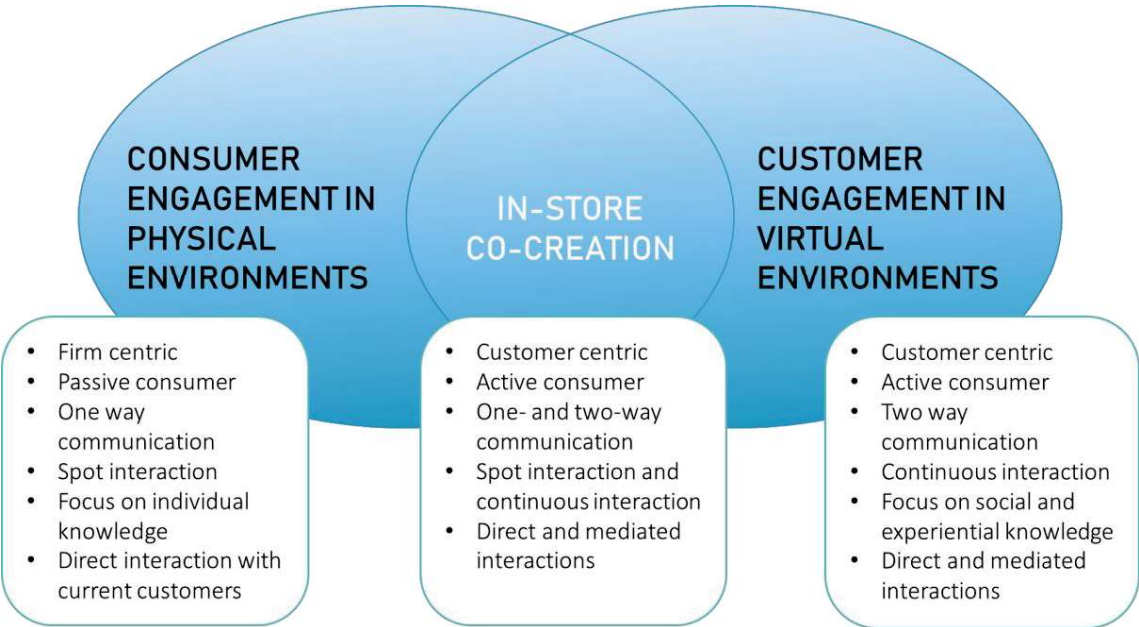 CONSUMER
ENGAGEMENT IN
PHYSICAL
ENVIRONMENTS
IN-STORE
CO-CREATION
CUSTOMER
ENGAGEMENT IN
VIRTUAL
ENVIRONMENTS
• Firm centric
• Passive consumer
• One way
communication
• Spot interaction
• Focus on individual
knowledge
• Direct interaction with
current customers
• Customer centric
• Active consumer
• One- and two-way
communication
• Spot interaction and
continuous interaction
• Direct and mediated
interactions
• Customer centric
• Active consumer
• Two way
communication
• Continuous interaction
• Focus on social and
experiential knowledge
• Direct and mediated
interactions